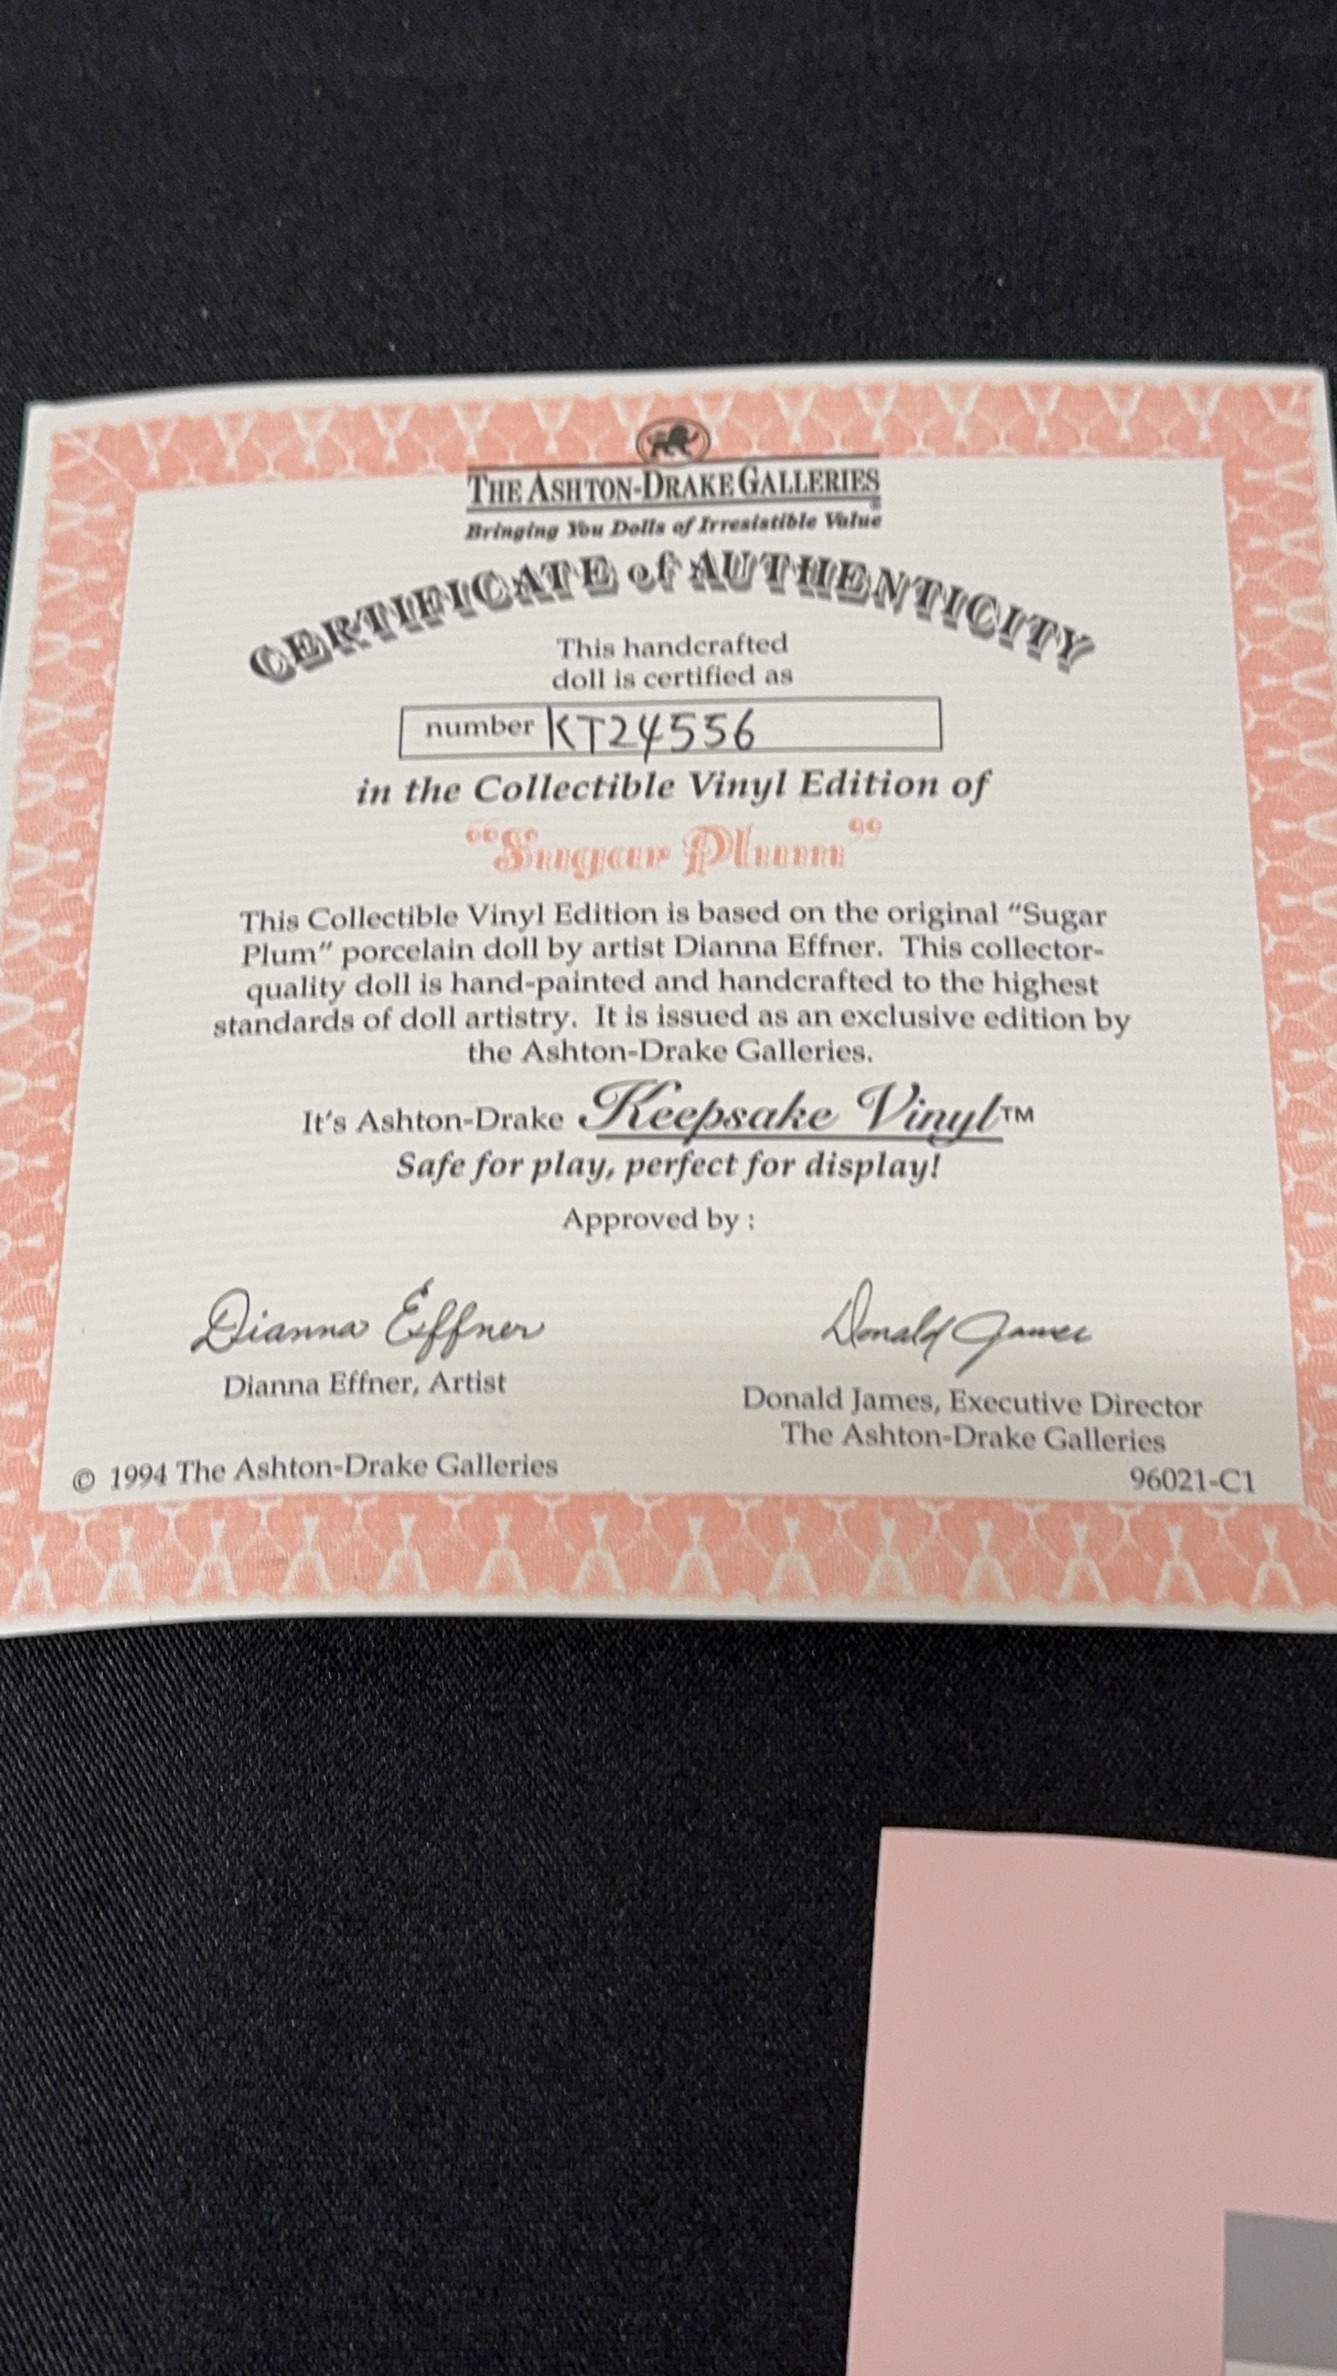 THE ASHTON-DRAKE GALLERIES®
Bringing You Dolls of Irresistible Value
CERTIFICATE of AUTHENTICITY
This handcrafted
doll is certified as
number KT24556
in the Collectible Vinyl Edition of
"Sugar Plum"
This Collectible Vinyl Edition is based on the original "Sugar
Plum" porcelain doll by artist Dianna Effner. This collector-
quality doll is hand-painted and handcrafted to the highest
standards of doll artistry. It is issued as an exclusive edition by
the Ashton-Drake Galleries.
It's Ashton-Drake Keepsake Vinyl™
Safe for play, perfect for display!
Approved by :
Dianna Effner
Donald James
Dianna Effner, Artist
Donald James, Executive Director
The Ashton-Drake Galleries
© 1994 The Ashton-Drake Galleries
96021-C1